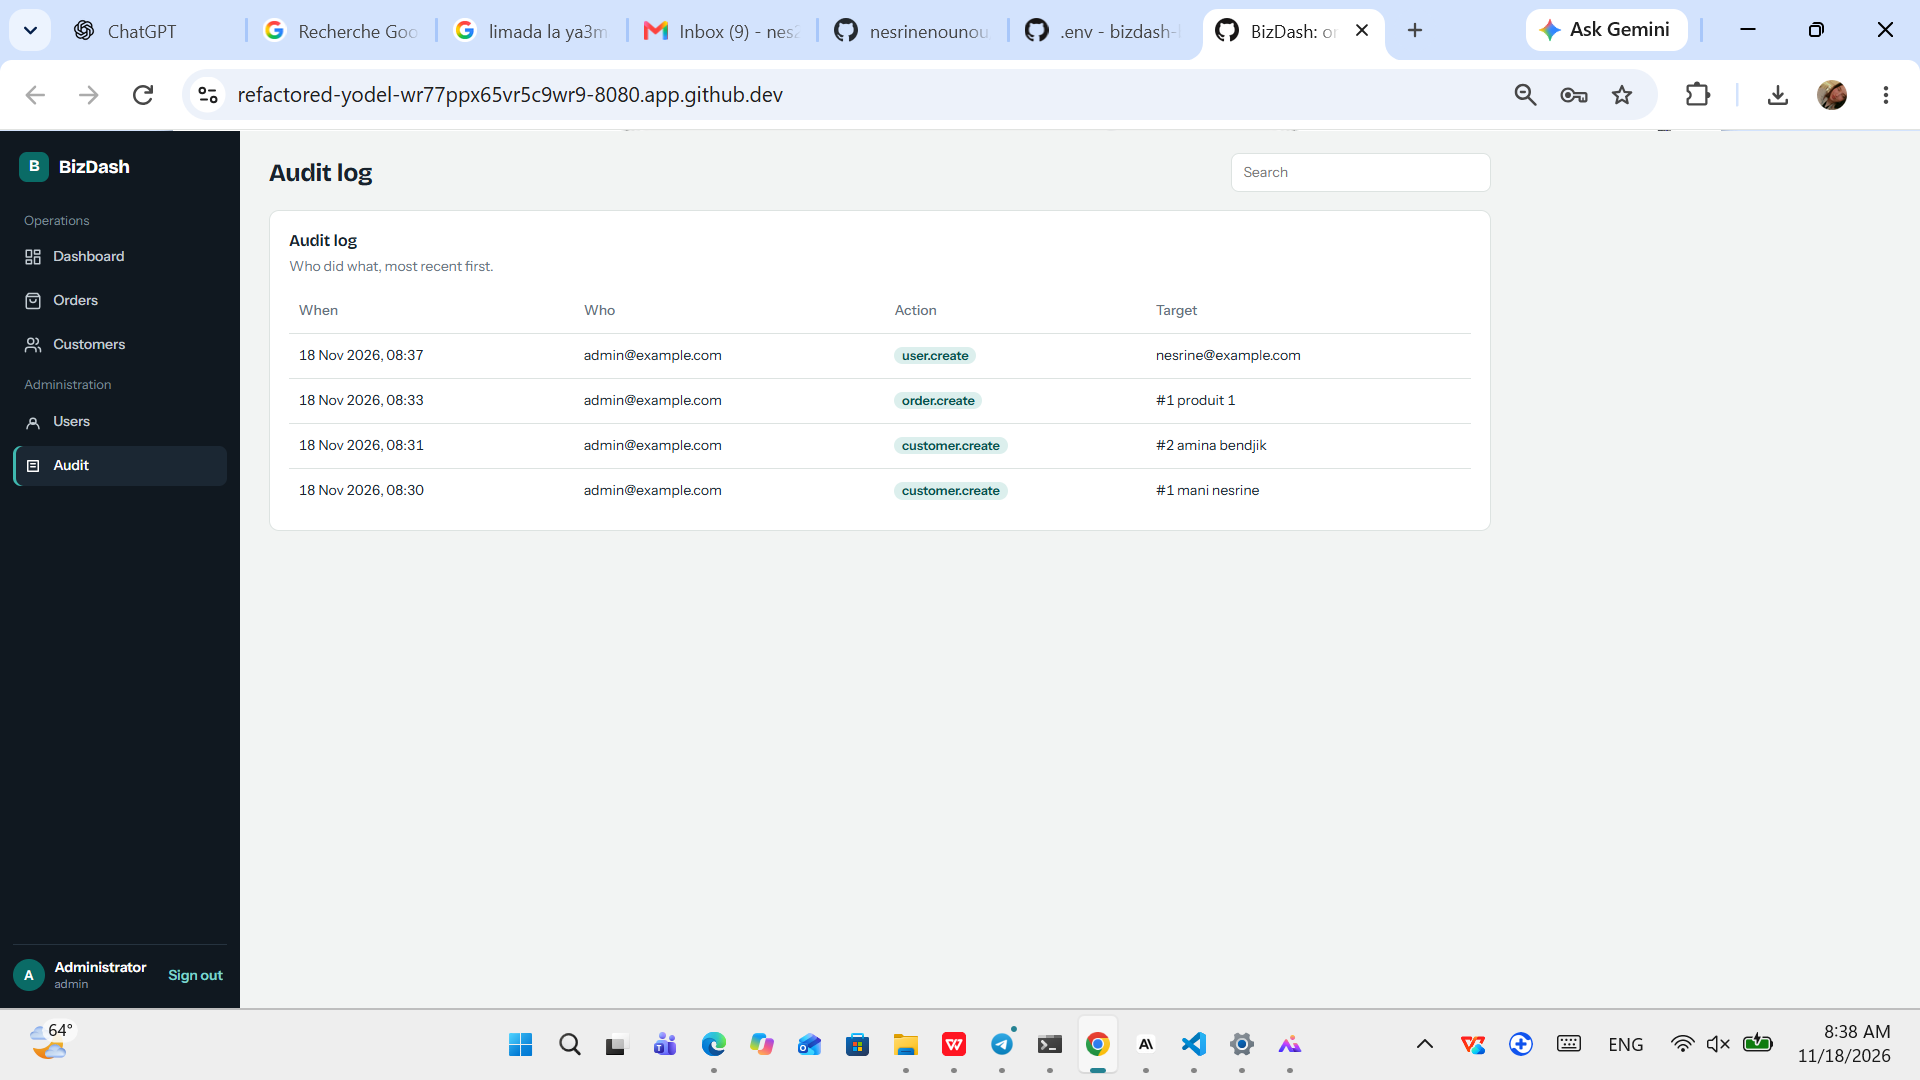 ChatGPT
Recherche Goo
limada la ya3m
Inbox (9) - nes2
nesrinenounou
.env - bizdash-
BizDash: or
Ask Gemini
refactored-yodel-wr77ppx65vr5c9wr9-8080.app.github.dev
B BizDash
Operations
Dashboard
Orders
Customers
Administration
Users
Audit
A
Administrator
admin
Sign out
Audit log
Search
Audit log
Who did what, most recent first.
When Who Action Target
18 Nov 2026, 08:37 admin@example.com user.create nesrine@example.com
18 Nov 2026, 08:33 admin@example.com order.create #1 produit 1
18 Nov 2026, 08:31 admin@example.com customer.create #2 amina bendjik
18 Nov 2026, 08:30 admin@example.com customer.create #1 mani nesrine
64°
ENG
8:38 AM
11/18/2026